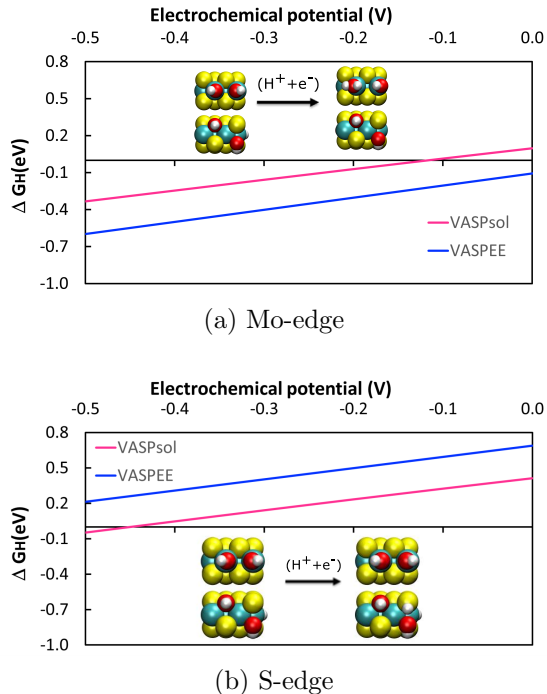 Electrochemical potential (V)
-0.5 -0.4 -0.3 -0.2 -0.1 0.0
0.8
0.5
0.2
-0.1
-0.4
-0.7
-1.0
Δ GH(eV)
(H⁺+e⁻)
VASPsol
VASPEE
(a) Mo-edge
Electrochemical potential (V)
-0.5 -0.4 -0.3 -0.2 -0.1 0.0
0.8
0.5
0.2
-0.1
-0.4
-0.7
-1.0
Δ GH(eV)
VASPsol
VASPEE
(H⁺+e⁻)
(b) S-edge